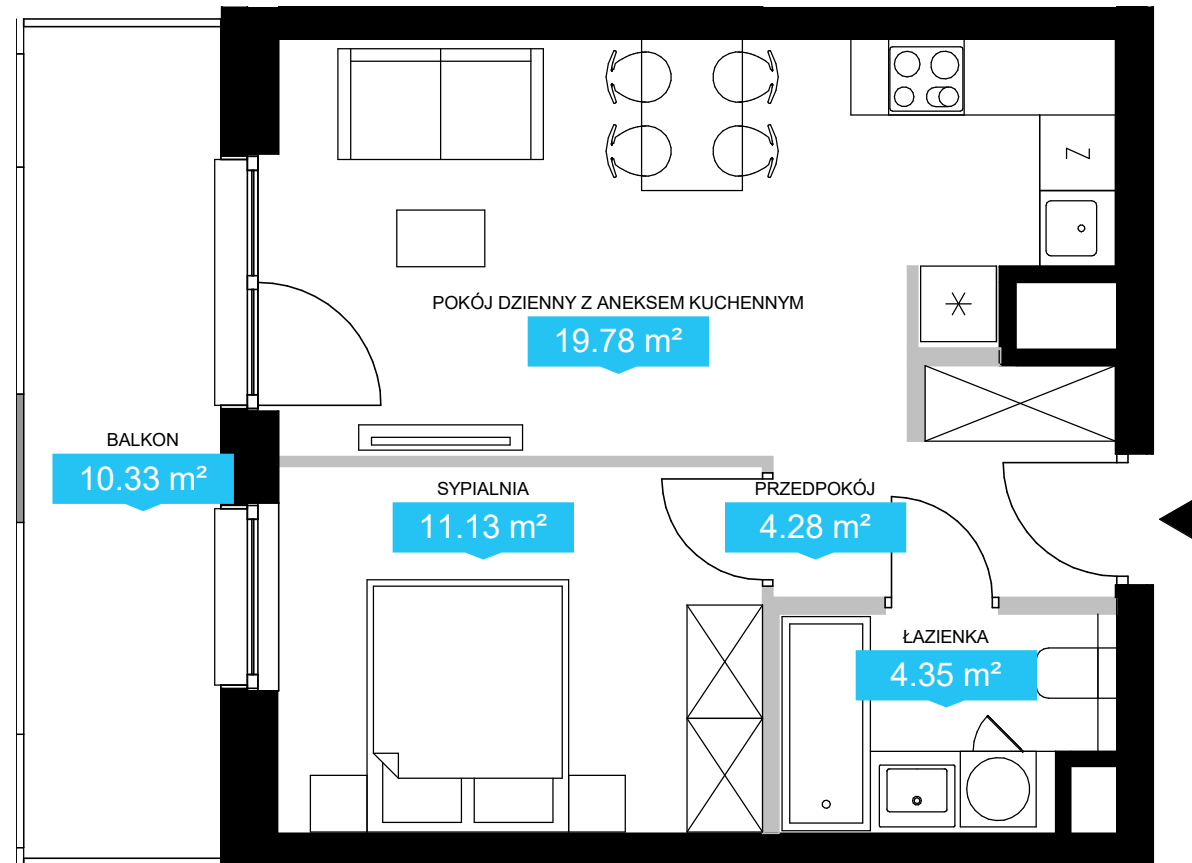 Z
POKÓJ DZIENNY Z ANEKSEM KUCHENNYM
19.78 m²
BALKON
10.33 m²
SYPIALNIA
11.13 m²
PRZEDPOKÓJ
4.28 m²
ŁAZIENKA
4.35 m²